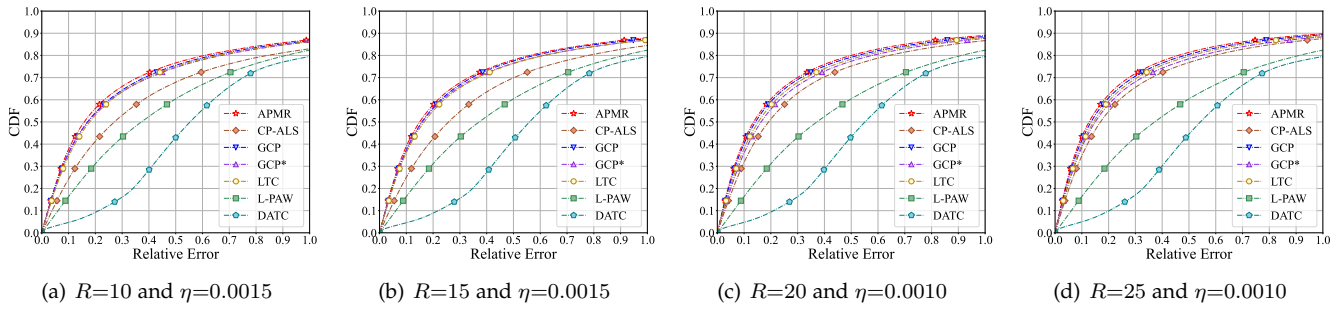 1.0
0.9
0.8
0.7
0.6
0.5
0.4
0.3
0.2
0.1
0.0
CDF
0.0 0.1 0.2 0.3 0.4 0.5 0.6 0.7 0.8 0.9 1.0
Relative Error
APMR
CP-ALS
GCP
GCP*
LTC
L-PAW
DATC
(a) R=10 and η=0.0015
1.0
0.9
0.8
0.7
0.6
0.5
0.4
0.3
0.2
0.1
0.0
CDF
0.0 0.1 0.2 0.3 0.4 0.5 0.6 0.7 0.8 0.9 1.0
Relative Error
APMR
CP-ALS
GCP
GCP*
LTC
L-PAW
DATC
(b) R=15 and η=0.0015
1.0
0.9
0.8
0.7
0.6
0.5
0.4
0.3
0.2
0.1
0.0
CDF
0.0 0.1 0.2 0.3 0.4 0.5 0.6 0.7 0.8 0.9 1.0
Relative Error
APMR
CP-ALS
GCP
GCP*
LTC
L-PAW
DATC
(c) R=20 and η=0.0010
1.0
0.9
0.8
0.7
0.6
0.5
0.4
0.3
0.2
0.1
0.0
CDF
0.0 0.1 0.2 0.3 0.4 0.5 0.6 0.7 0.8 0.9 1.0
Relative Error
APMR
CP-ALS
GCP
GCP*
LTC
L-PAW
DATC
(d) R=25 and η=0.0010